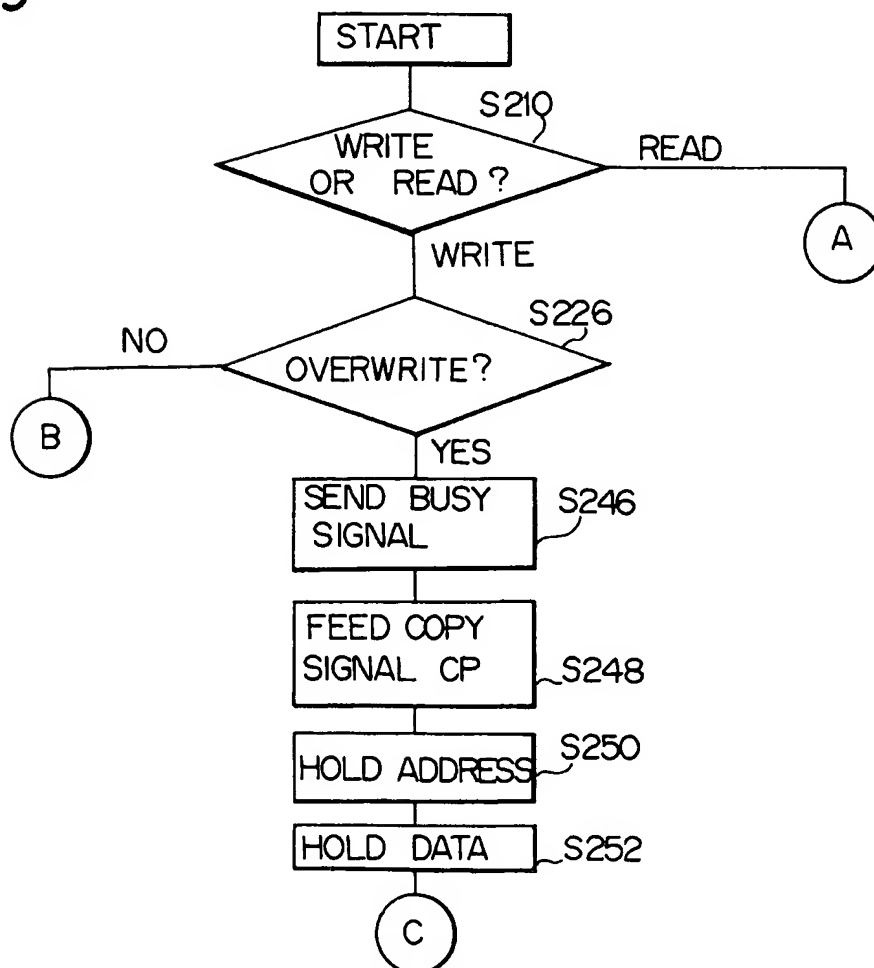 START
S210
WRITE
OR READ?
READ
A
WRITE
S226
NO
OVERWRITE?
B
YES
SEND BUSY
SIGNAL
S246
FEED COPY
SIGNAL CP
S248
HOLD ADDRESS
S250
HOLD DATA
S252
C